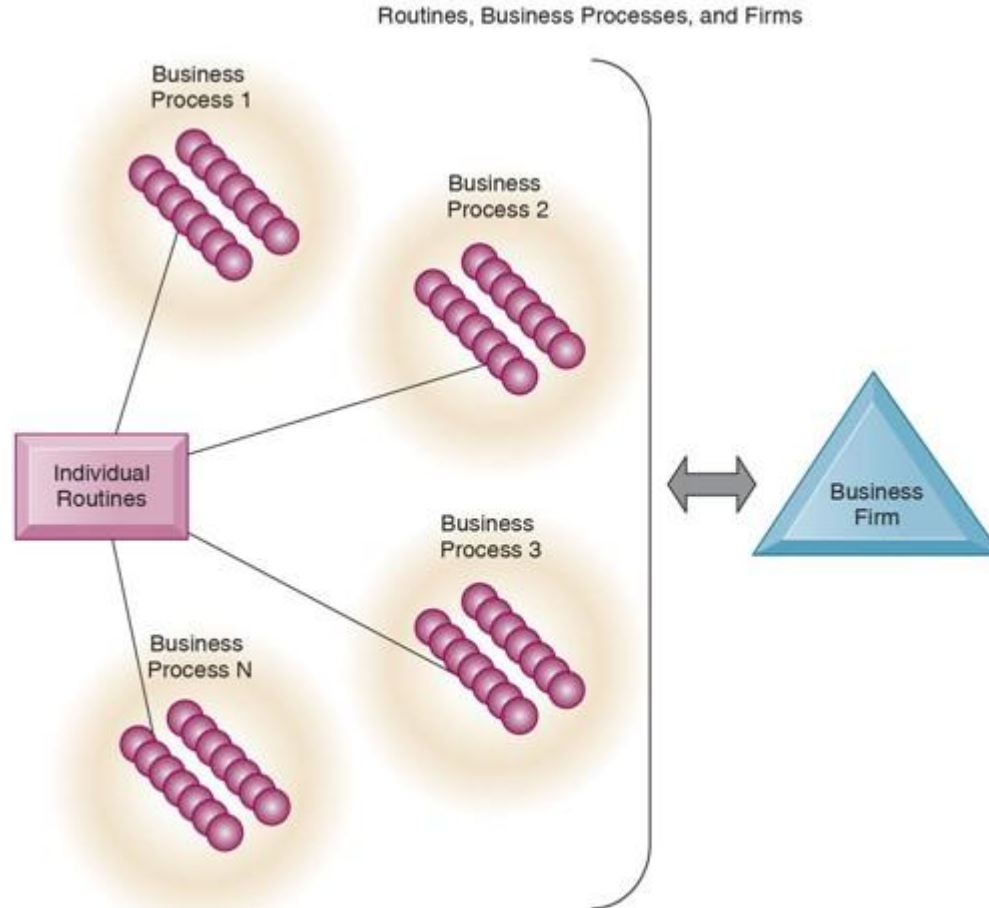 Routines, Business Processes, and Firms
Business
Process 1
Business
Process 2
Individual
Routines
Business
Firm
Business
Process 3
Business
Process N